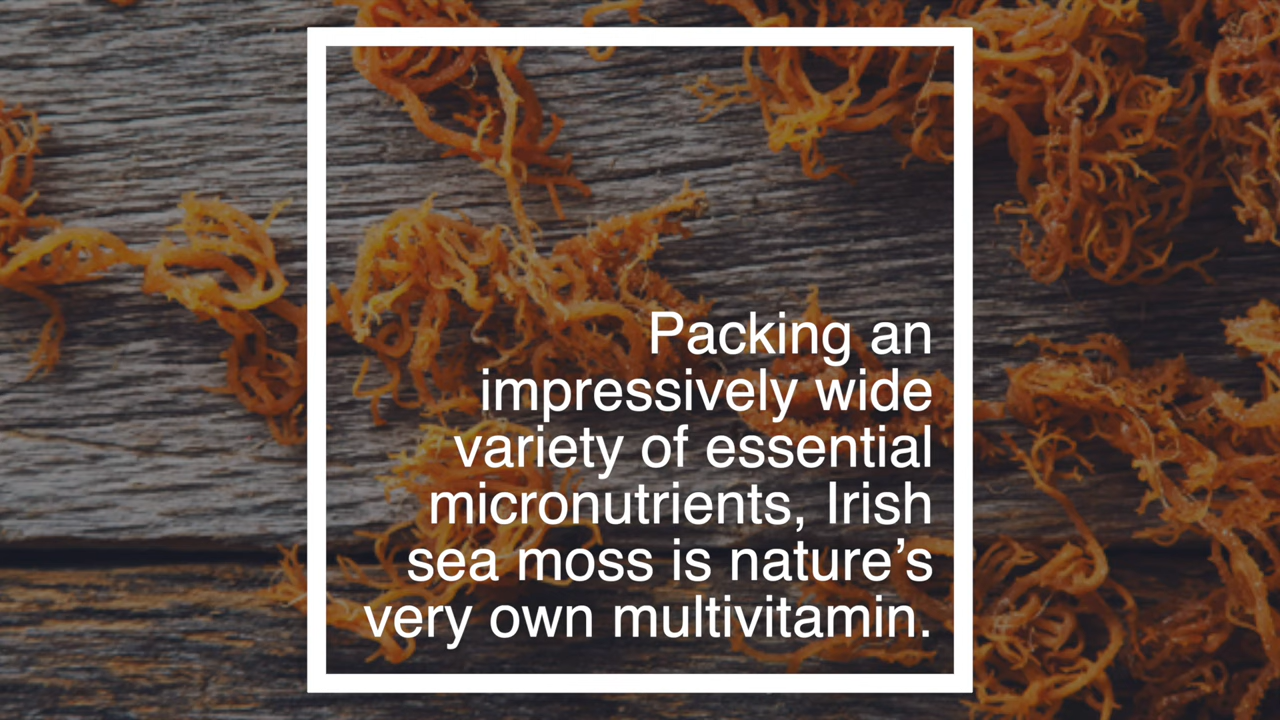 Packing an
impressively wide
variety of essential
micronutrients, Irish
sea moss is nature’s
very own multivitamin.